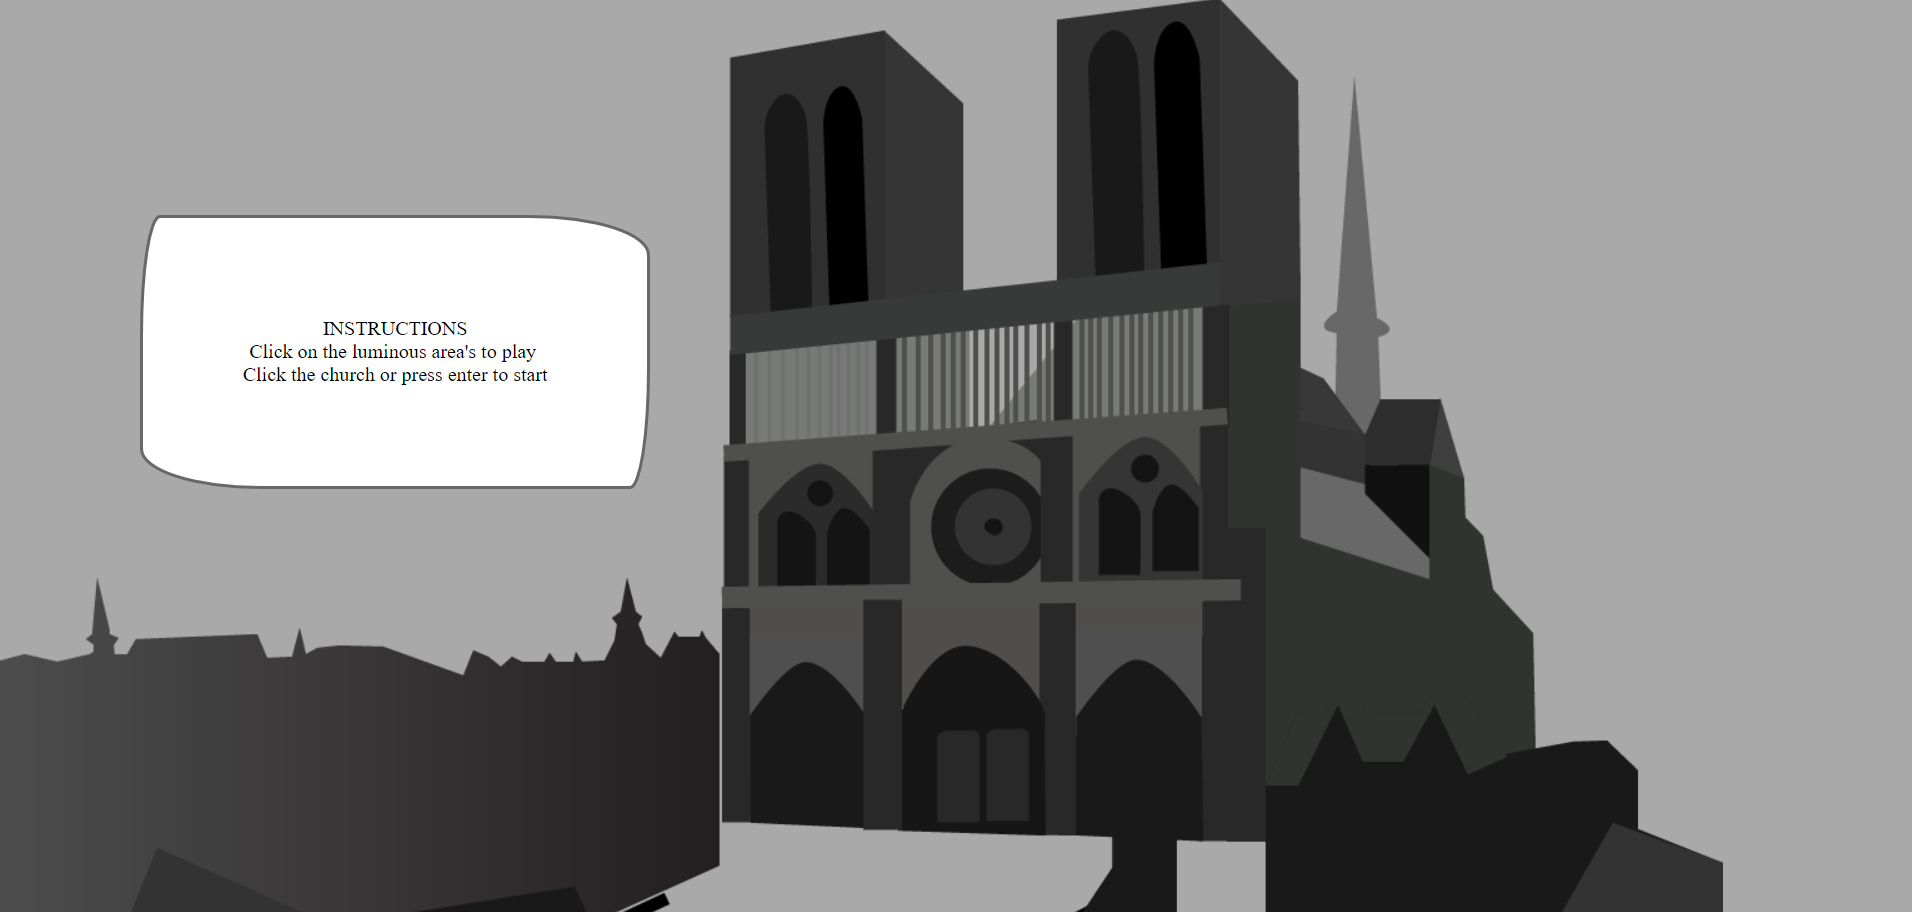 INSTRUCTIONS
Click on the luminous area's to play
Click the church or press enter to start